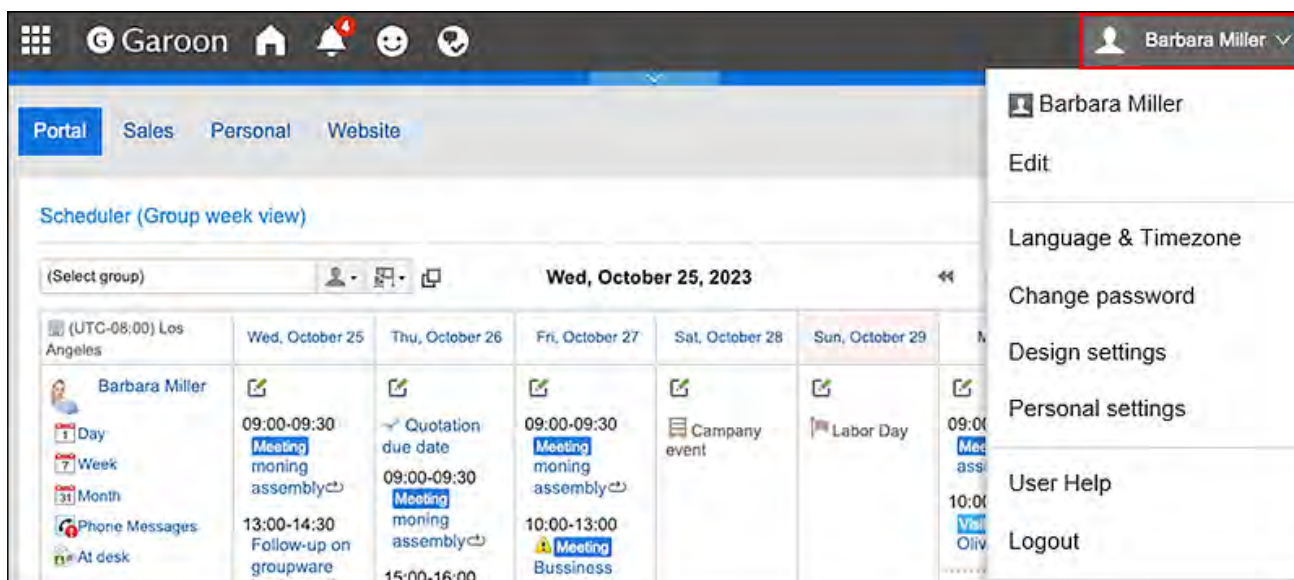 Garoon
4
Barbara Miller
Barbara Miller
Edit
Language & Timezone
Change password
Design settings
Personal settings
User Help
Logout
Portal Sales Personal Website
Scheduler (Group week view)
(Select group) Wed, October 25, 2023
(UTC-08:00) Los
Angeles
Wed, October 25
Thu, October 26
Fri, October 27
Sat, October 28
Sun, October 29
Barbara Miller
Day
Week
Month
Phone Messages
At desk
09:00-09:30
Meeting
moning
assembly
13:00-14:30
Follow-up on
groupware
Quotation
due date
09:00-09:30
Meeting
moning
assembly
15:00-16:00
09:00-09:30
Meeting
moning
assembly
10:00-13:00
Meeting
Bussiness
Campany
event
Labor Day